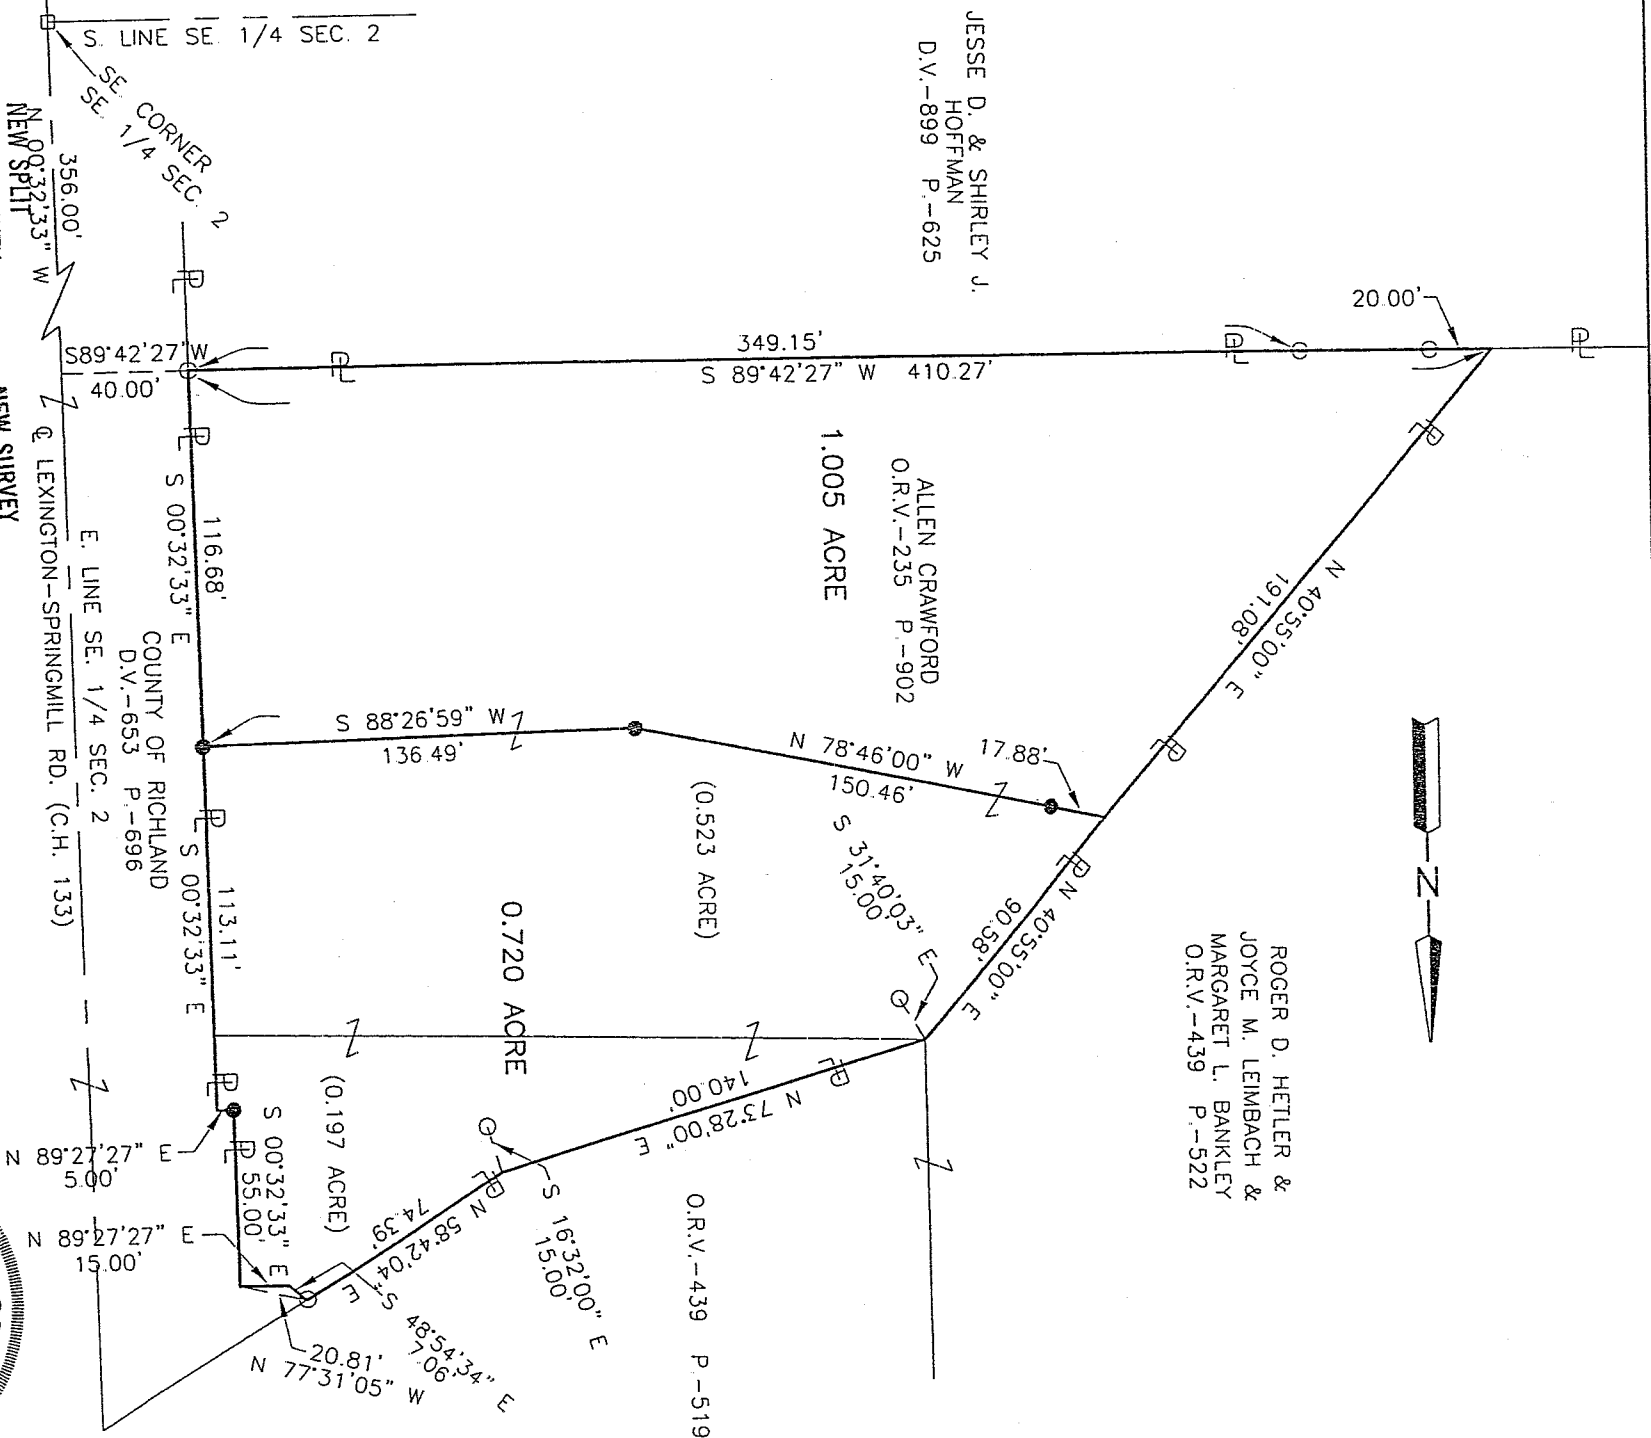 S. LINE SE. 1/4 SEC. 2
SE. CORNER
SE. 1/4 SEC. 2
356.00'
N 00°32'33" W
NEW SPLIT
NEW SURVEY
JESSE D. & SHIRLEY J.
HOFFMAN
D.V.-899 P.-625
20.00'
349.15'
S 89°42'27" W 410.27'
S89°42'27"W
40.00'
℄ LEXINGTON-SPRINGMILL RD. (C.H. 133)
E. LINE SE. 1/4 SEC. 2
COUNTY OF RICHLAND
D.V.-653 P.-696
116.68'
S 00°32'33" E
ALLEN CRAWFORD
O.R.V.-235 P.-902
1.005 ACRE
N 40°55'00" E
191.08'
S 88°26'59" W
136.49'
N 78°46'00" W
150.46'
17.88'
(0.523 ACRE)
S 31°40'03" E
15.00'
N 40°55'00" E
90.58'
N
ROGER D. HETLER &
JOYCE M. LEIMBACH &
MARGARET L. BANKLEY
O.R.V.-439 P.-522
113.11'
S 00°32'33" E
0.720 ACRE
(0.197 ACRE)
N 73°28'00" E
140.00'
N 89°27'27" E
5.00'
S 00°32'33" E
55.00'
N 89°27'27" E
15.00'
N 58°42'04" E
74.39'
S 16°32'00" E
15.00'
S 48°54'34" E
7.06'
20.81'
N 77°31'05" W
O.R.V.-439 P.-519